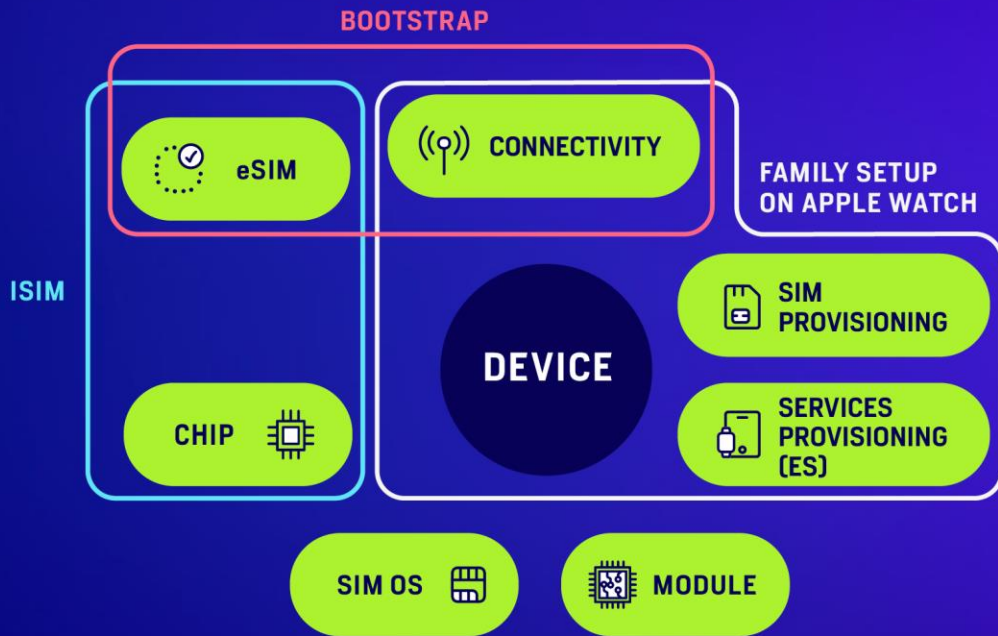 BOOTSTRAP
eSIM
CONNECTIVITY
FAMILY SETUP
ON APPLE WATCH
ISIM
SIM
PROVISIONING
DEVICE
CHIP
SERVICES
PROVISIONING
(ES)
SIM OS
MODULE